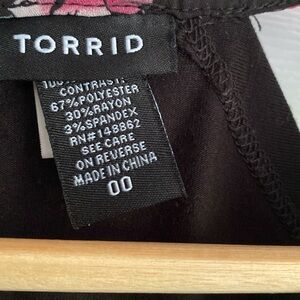 TORRID
CONTRAST:
67%POLYESTER
30%RAYON
3%SPANDEX
RN#148862
SEE CARE
ON REVERSE
MADE IN CHINA
00